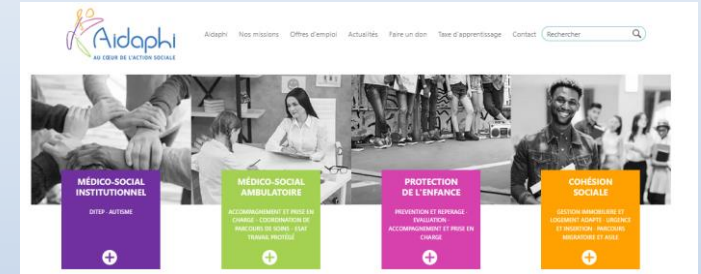 Aidaphi
AU CŒUR DE L'ACTION SOCIALE
Aidaphi Nos missions Offres d'emploi Actualités Faire un don Taxe d'apprentissage Contact Rechercher
MÉDICO-SOCIAL
INSTITUTIONNEL
DITEP - AUTISME
MÉDICO-SOCIAL
AMBULATOIRE
ACCOMPAGNEMENT ET PRISE EN
CHARGE - COORDINATION DE
PARCOURS DE SOINS - ESAT
TRAVAIL PROTÉGÉ
PROTECTION
DE L'ENFANCE
PREVENTION ET REPERAGE -
EVALUATION -
ACCOMPAGNEMENT ET PRISE EN
CHARGE
COHÉSION
SOCIALE
GESTION IMMOBILIERE ET
LOGEMENT ADAPTE - URGENCE
ET INSERTION - PARCOURS
MIGRATOIRE ET ASILE